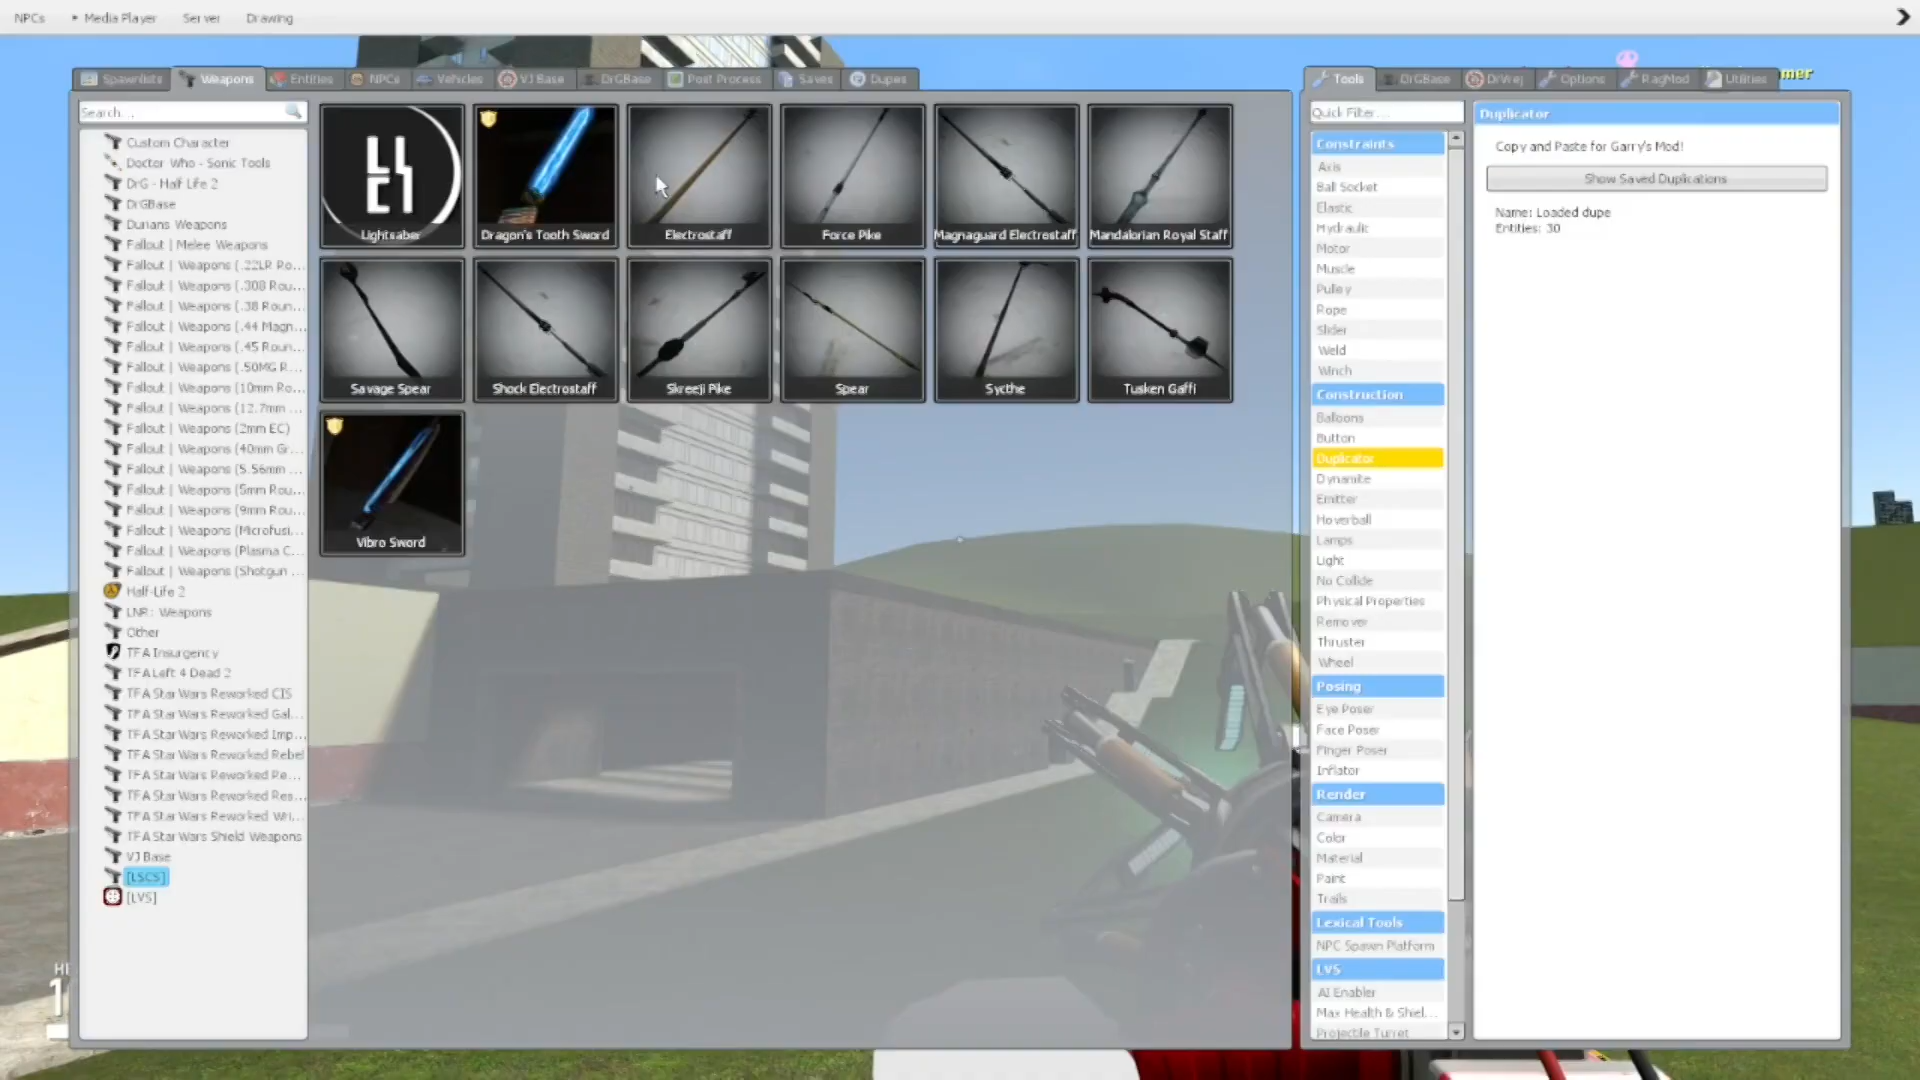 NPCs
Media Player
Server
Drawing
Spawnlists
Weapons
Entities
NPCs
Vehicles
VJ Base
DrGBase
Post Process
Saves
Dupes
Search...
Custom Character
Doctor Who - Sonic Tools
DrG - Half Life 2
DrGBase
Dunans Weapons
Fallout | Melee Weapons
Fallout | Weapons (.22LR Ro...
Fallout | Weapons (.308 Rou...
Fallout | Weapons (.38 Roun...
Fallout | Weapons (.44 Magn...
Fallout | Weapons (.45 Roun...
Fallout | Weapons (.50MG R...
Fallout | Weapons (10mm Ro...
Fallout | Weapons (12.7mm ...
Fallout | Weapons (2mm EC)
Fallout | Weapons (40mm Gr...
Fallout | Weapons (5.56mm ...
Fallout | Weapons (5mm Rou...
Fallout | Weapons (9mm Rou...
Fallout | Weapons (Microfusi...
Fallout | Weapons (Plasma C...
Fallout | Weapons (Shotgun ...
Half-Life 2
LNR: Weapons
Other
TFA Insurgency
TFA Left 4 Dead 2
TFA Star Wars Reworked CIS
TFA Star Wars Reworked Gal...
TFA Star Wars Reworked Imp...
TFA Star Wars Reworked Rebel
TFA Star Wars Reworked Re...
TFA Star Wars Reworked Res...
TFA Star Wars Reworked Wri...
TFA Star Wars Shield Weapons
VJ Base
[LSCS]
[LVS]
Lightsaber
Dragon's Tooth Sword
Electrostaff
Force Pike
Magnaguard Electrostaff
Mandalorian Royal Staff
Savage Spear
Shock Electrostaff
Skreeji Pike
Spear
Sycthe
Tusken Gaffi
Vibro Sword
Tools
DrGBase
DrVrej
Options
RagMod
Utilities
mer
Quick Filter...
Constraints
Axis
Ball Socket
Elastic
Hydraulic
Motor
Muscle
Pulley
Rope
Slider
Weld
Winch
Construction
Balloons
Button
Duplicator
Dynamite
Emitter
Hoverball
Lamps
Light
No Collide
Physical Properties
Remover
Thruster
Wheel
Posing
Eye Poser
Face Poser
Finger Poser
Inflator
Render
Camera
Color
Material
Paint
Trails
Lexical Tools
NPC Spawn Platform
LVS
AI Enabler
Max Health & Shiel...
Projectile Turret
Duplicator
Copy and Paste for Garry's Mod!
Show Saved Duplications
Name: Loaded dupe
Entities: 30